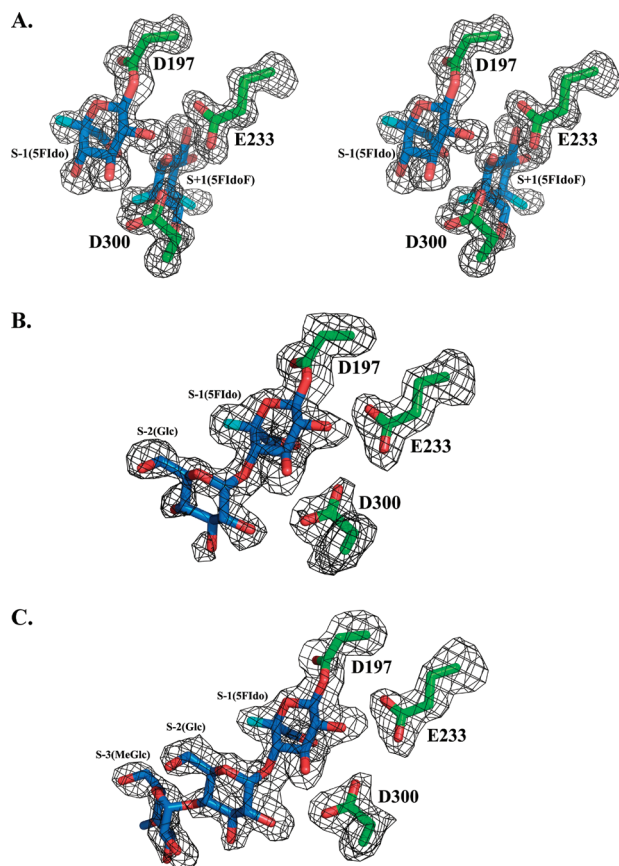 A.
D197
D197
E233
E233
S-1(5FIdo)
S-1(5FIdo)
S+1(5FIdoF)
S+1(5FIdoF)
D300
D300
B.
D197
S-1(5FIdo)
S-2(Glc)
E233
D300
C.
D197
S-1(5FIdo)
S-2(Glc)
E233
S-3(MeGlc)
D300